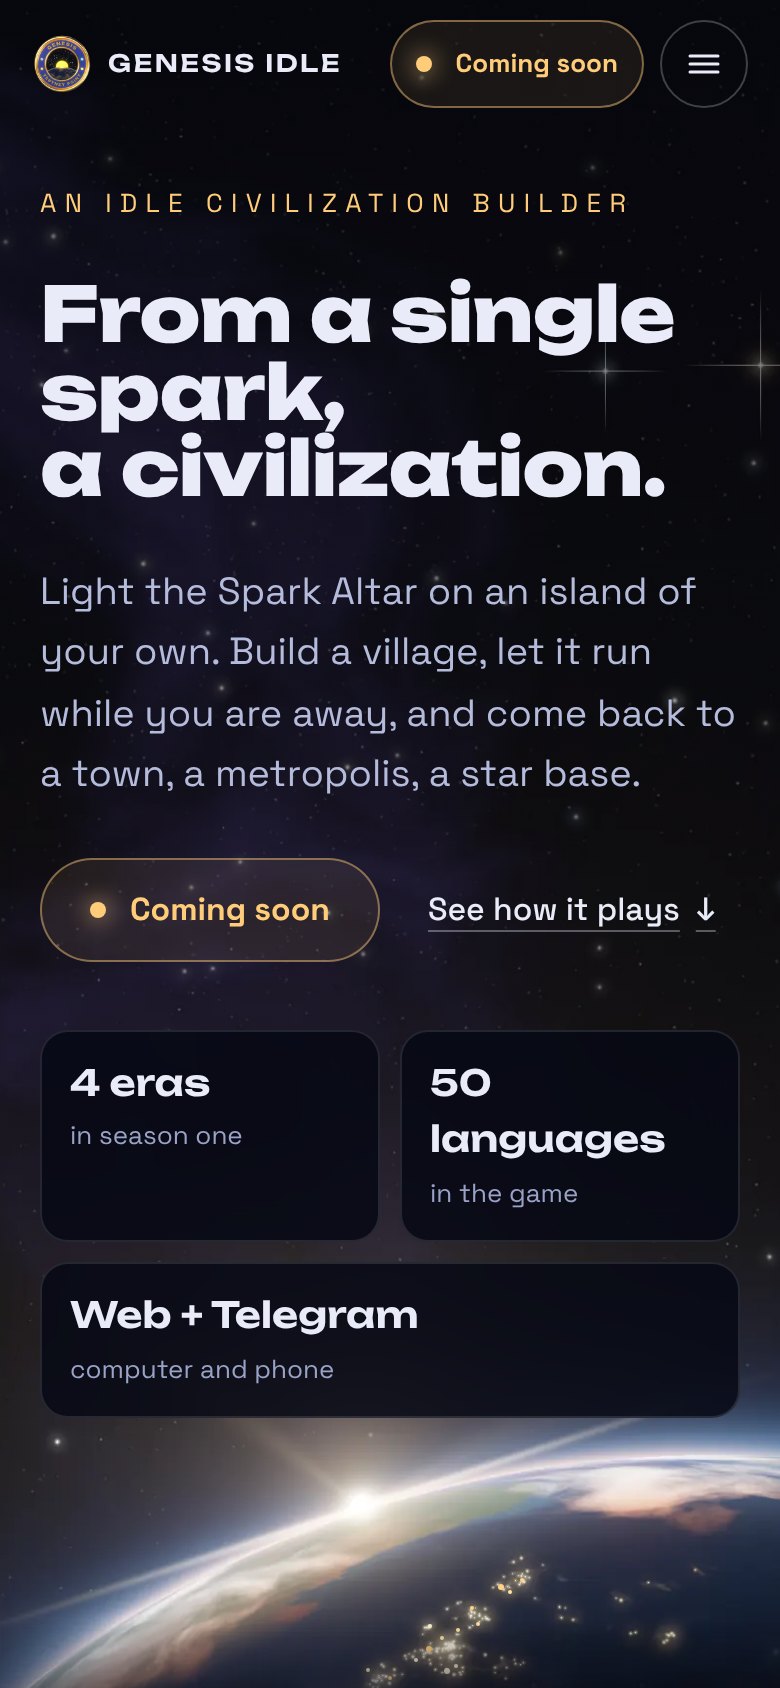 GENESIS IDLE
Coming soon
AN IDLE CIVILIZATION BUILDER
From a single
spark,
a civilization.
Light the Spark Altar on an island of
your own. Build a village, let it run
while you are away, and come back to
a town, a metropolis, a star base.
Coming soon
See how it plays ↓
4 eras
in season one
50
languages
in the game
Web + Telegram
computer and phone